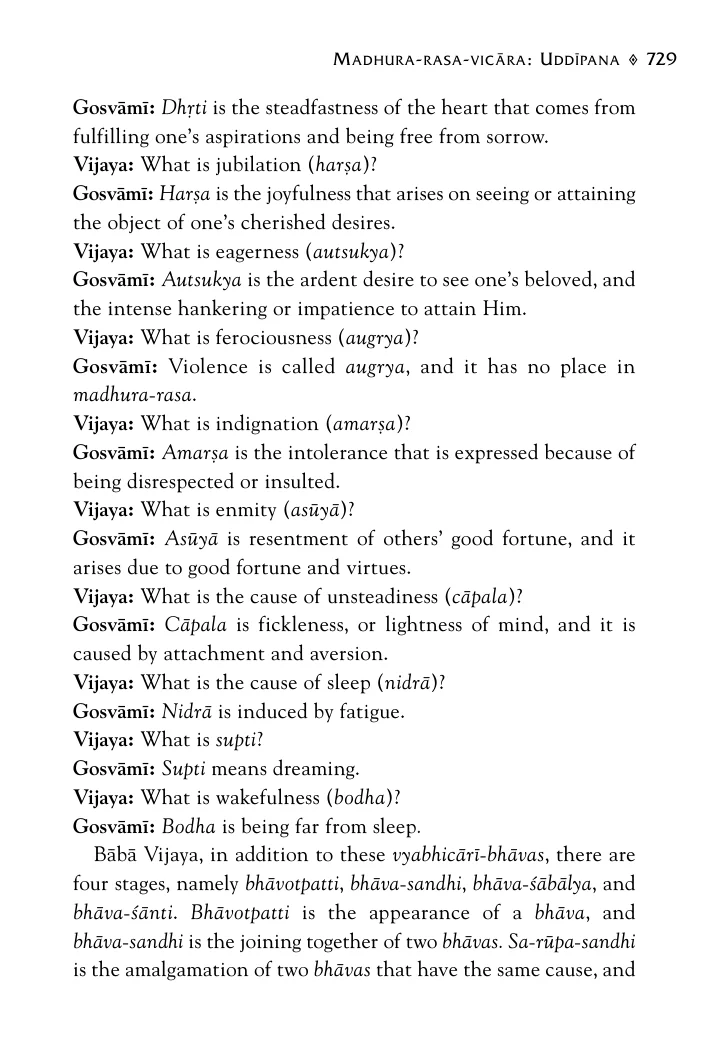 MADHURA-RASA-VICĀRA: UDDĪPANA ◈ 729
Gosvāmī: Dhṛti is the steadfastness of the heart that comes from
fulfilling one's aspirations and being free from sorrow.
Vijaya: What is jubilation (harṣa)?
Gosvāmī: Harṣa is the joyfulness that arises on seeing or attaining
the object of one's cherished desires.
Vijaya: What is eagerness (autsukya)?
Gosvāmī: Autsukya is the ardent desire to see one's beloved, and
the intense hankering or impatience to attain Him.
Vijaya: What is ferociousness (augrya)?
Gosvāmī: Violence is called augrya, and it has no place in
madhura-rasa.
Vijaya: What is indignation (amarṣa)?
Gosvāmī: Amarṣa is the intolerance that is expressed because of
being disrespected or insulted.
Vijaya: What is enmity (asūyā)?
Gosvāmī: Asūyā is resentment of others' good fortune, and it
arises due to good fortune and virtues.
Vijaya: What is the cause of unsteadiness (cāpala)?
Gosvāmī: Cāpala is fickleness, or lightness of mind, and it is
caused by attachment and aversion.
Vijaya: What is the cause of sleep (nidrā)?
Gosvāmī: Nidrā is induced by fatigue.
Vijaya: What is supti?
Gosvāmī: Supti means dreaming.
Vijaya: What is wakefulness (bodha)?
Gosvāmī: Bodha is being far from sleep.
Bābā Vijaya, in addition to these vyabhicārī-bhāvas, there are
four stages, namely bhāvotpatti, bhāva-sandhi, bhāva-śābālya, and
bhāva-śānti. Bhāvotpatti is the appearance of a bhāva, and
bhāva-sandhi is the joining together of two bhāvas. Sa-rūpa-sandhi
is the amalgamation of two bhāvas that have the same cause, and